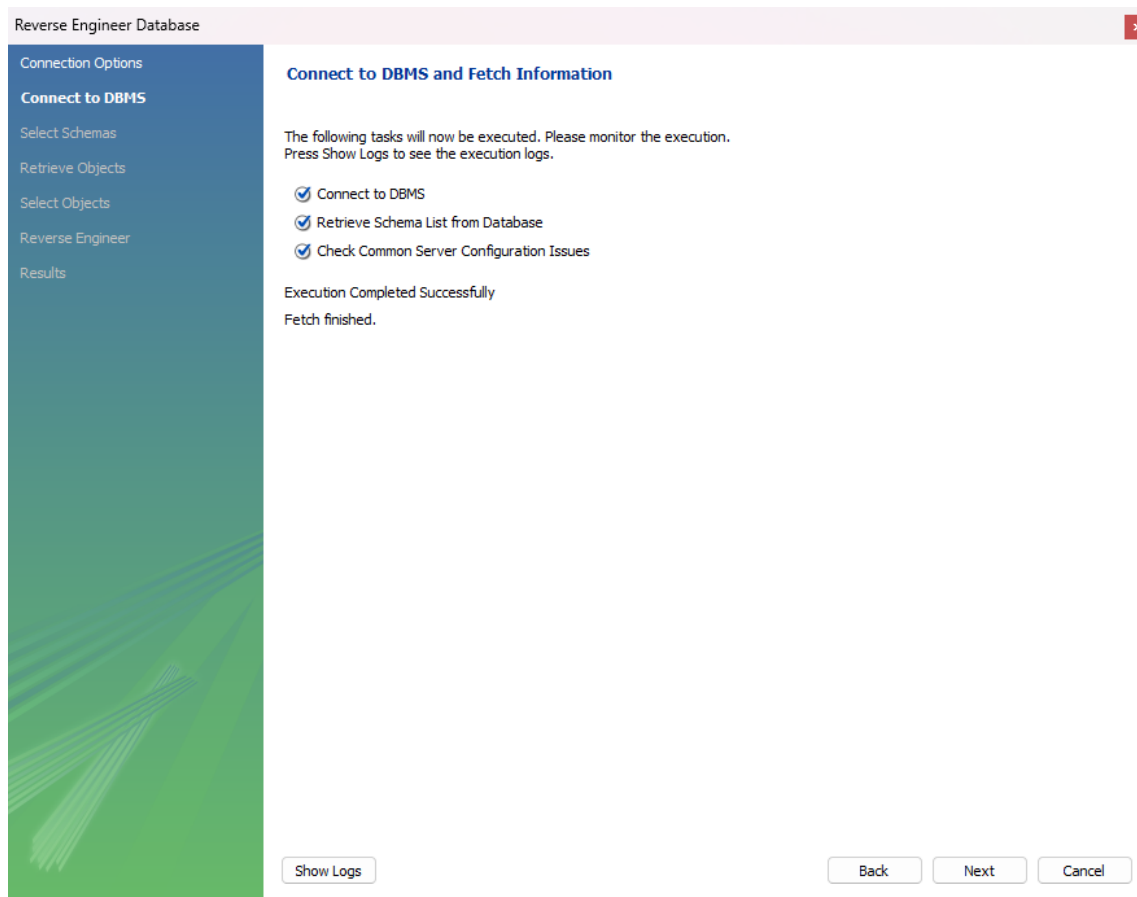 Reverse Engineer Database
Connection Options
Connect to DBMS
Select Schemas
Retrieve Objects
Select Objects
Reverse Engineer
Results
Connect to DBMS and Fetch Information
The following tasks will now be executed. Please monitor the execution.
Press Show Logs to see the execution logs.
Connect to DBMS
Retrieve Schema List from Database
Check Common Server Configuration Issues
Execution Completed Successfully
Fetch finished.
Show Logs
Back
Next
Cancel